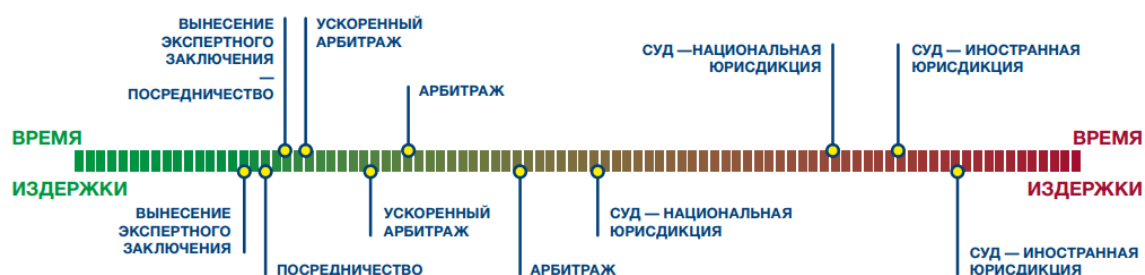 ВЫНЕСЕНИЕ
ЭКСПЕРТНОГО
ЗАКЛЮЧЕНИЯ
—
ПОСРЕДНИЧЕСТВО
УСКОРЕННЫЙ
АРБИТРАЖ
АРБИТРАЖ
СУД —НАЦИОНАЛЬНАЯ
ЮРИСДИКЦИЯ
СУД — ИНОСТРАННАЯ
ЮРИСДИКЦИЯ
ВРЕМЯ
ВРЕМЯ
ИЗДЕРЖКИ
ИЗДЕРЖКИ
ВЫНЕСЕНИЕ
ЭКСПЕРТНОГО
ЗАКЛЮЧЕНИЯ
ПОСРЕДНИЧЕСТВО
УСКОРЕННЫЙ
АРБИТРАЖ
АРБИТРАЖ
СУД — НАЦИОНАЛЬНАЯ
ЮРИСДИКЦИЯ
СУД — ИНОСТРАННАЯ
ЮРИСДИКЦИЯ